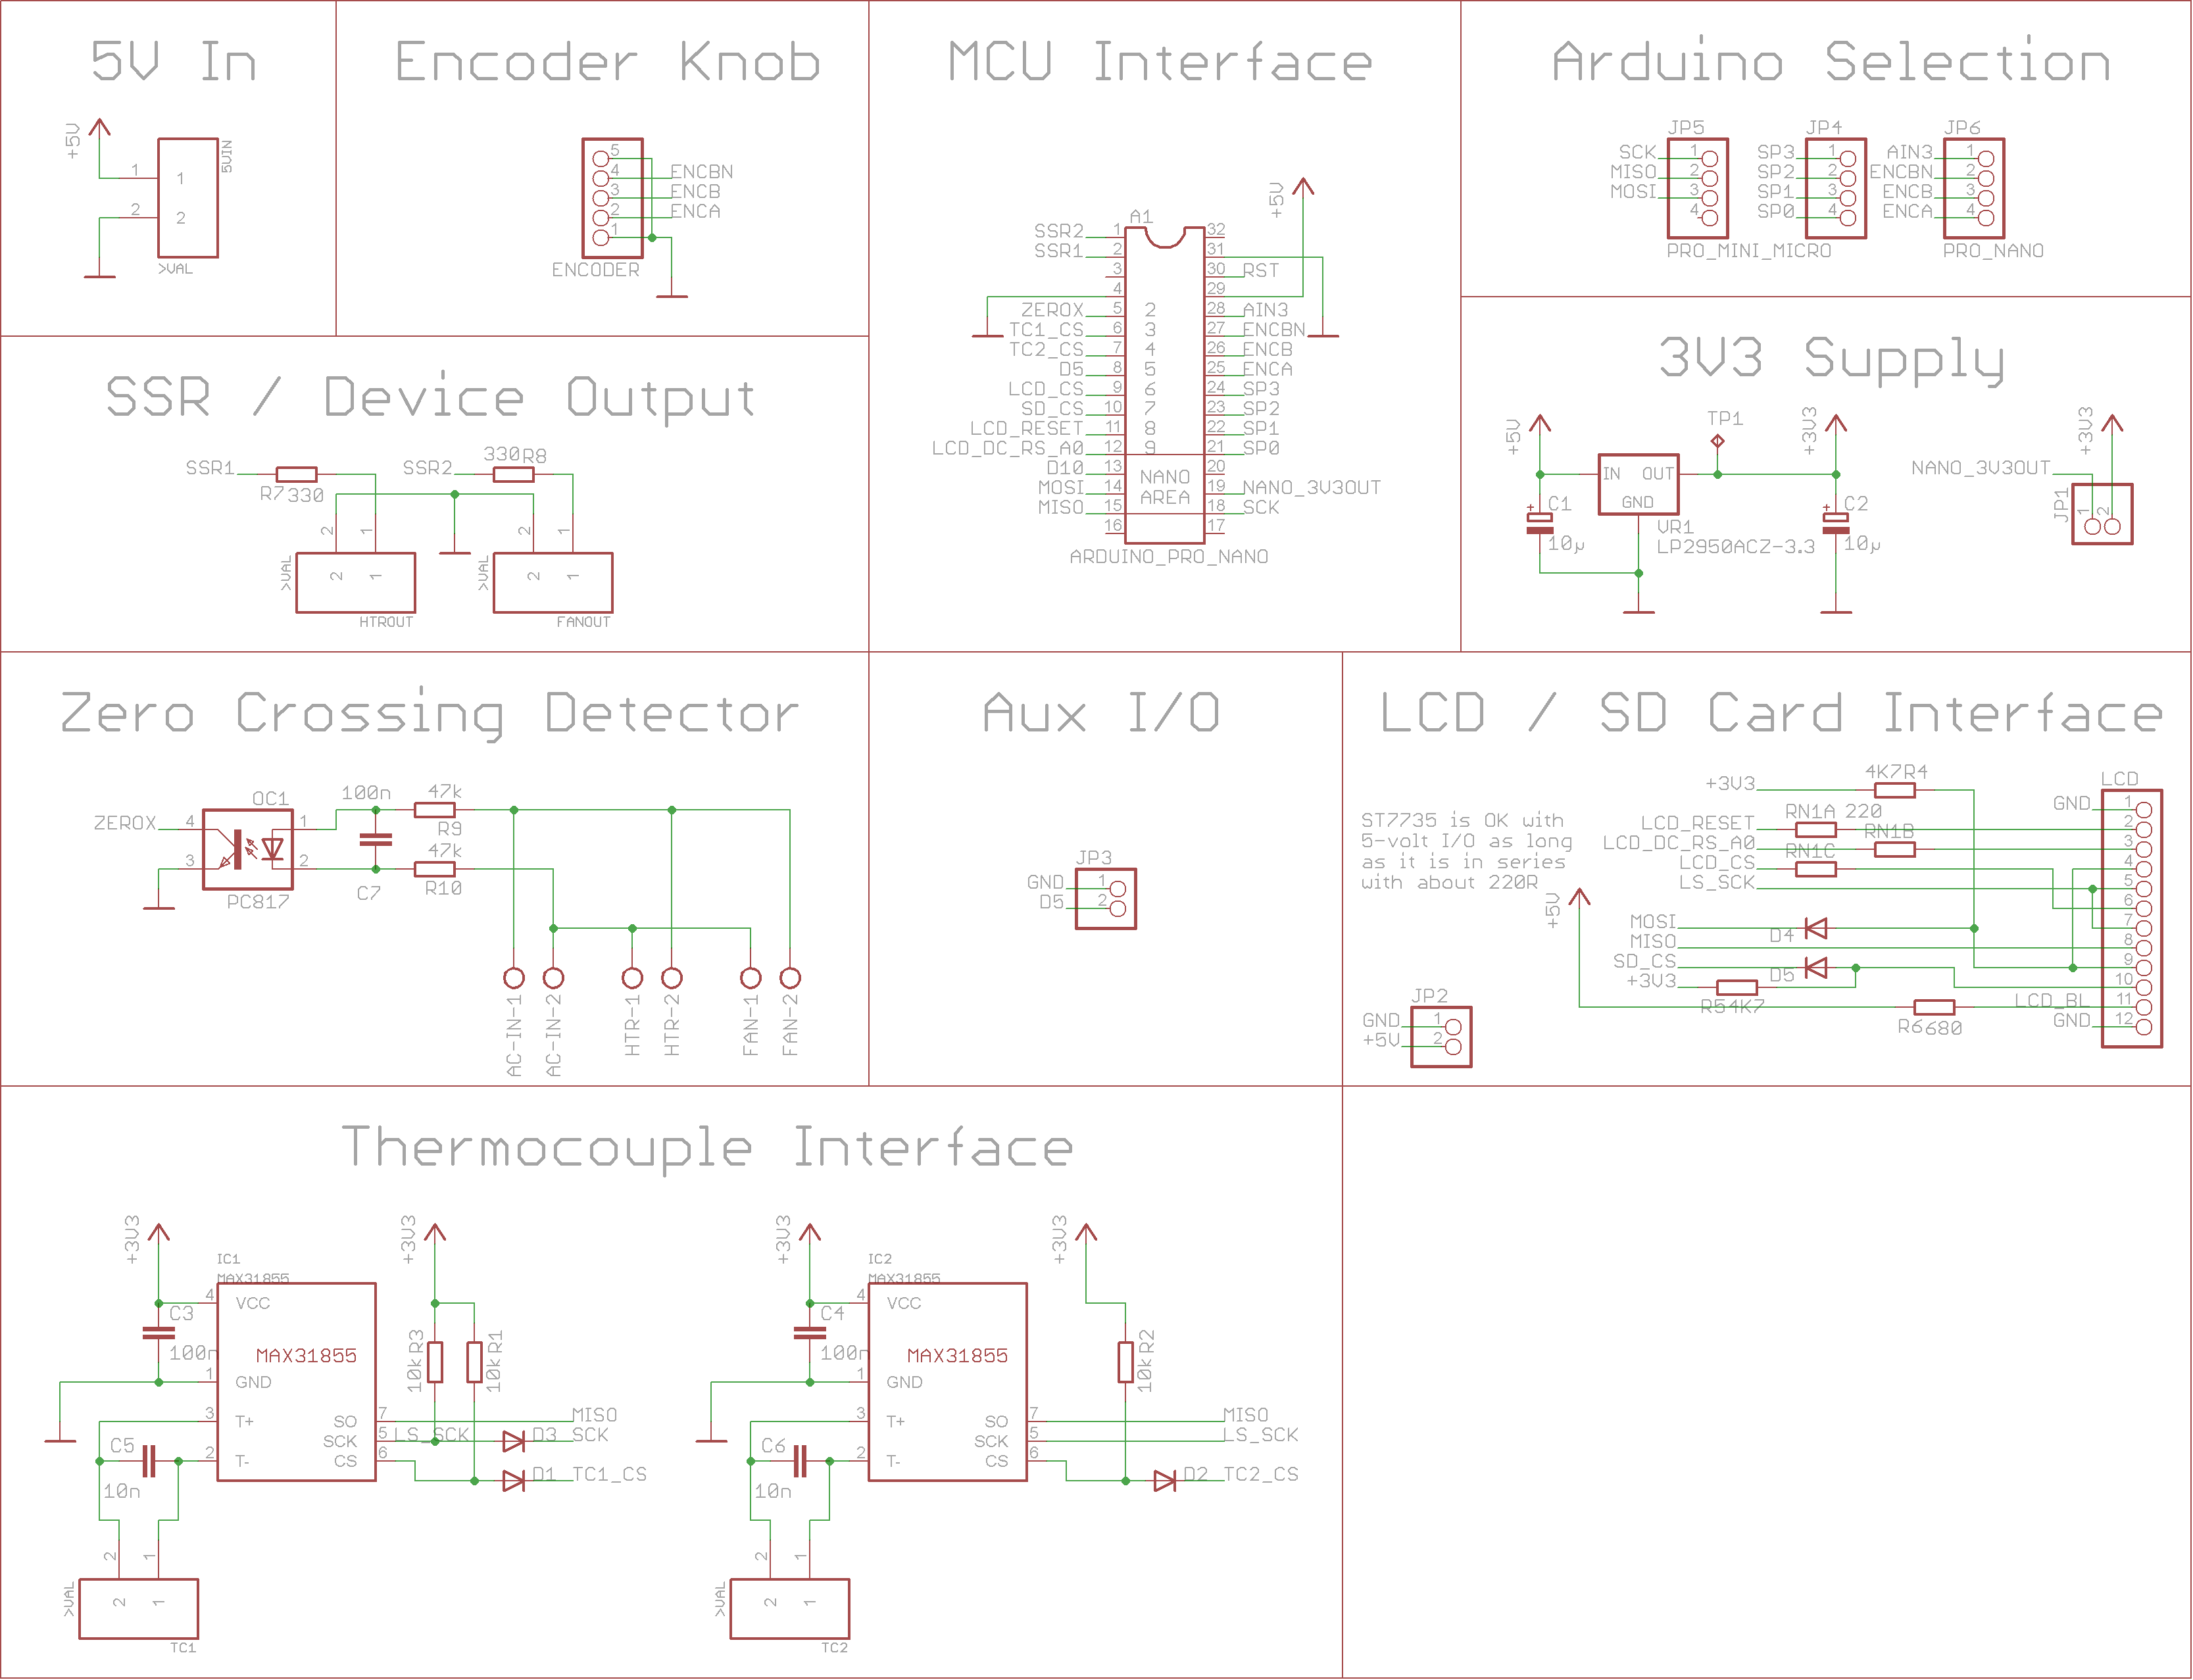 5V In
+5V
1
2
1
2
5VIN
>VAL
Encoder Knob
5
4
3
2
1
ENCBN
ENCB
ENCA
ENCODER
MCU Interface
+5V
A1
SSR2 1
SSR1 2
3
4
ZEROX 5
TC1_CS 6
TC2_CS 7
D5 8
LCD_CS 9
SD_CS 10
LCD_RESET 11
LCD_DC_RS_A0 12
D10 13
MOSI 14
MISO 15
16
2
3
4
5
6
7
8
9
NANO
AREA
32
31
30 RST
29
28 AIN3
27 ENCBN
26 ENCB
25 ENCA
24 SP3
23 SP2
22 SP1
21 SP0
20
19 NANO_3V3OUT
18 SCK
17
ARDUINO_PRO_NANO
Arduino Selection
JP5
SCK 1
MISO 2
MOSI 3
4
JP4
SP3 1
SP2 2
SP1 3
SP0 4
PRO_MINI_MICRO
JP6
AIN3 1
ENCBN 2
ENCB 3
ENCA 4
PRO_NANO
3V3 Supply
+5V
C1
10µ
IN OUT
GND
VR1
LP2950ACZ-3.3
TP1
+3V3
C2
10µ
+3V3
NANO_3V3OUT
JP1
1
2
SSR / Device Output
SSR1
R7 330
SSR2
330 R8
2
1
>VAL
2
1
HTROUT
2
1
>VAL
2
1
FANOUT
Zero Crossing Detector
OC1
ZEROX 4
3
1
2
PC817
100n
C7
47k
R9
47k
R10
AC-IN-1
AC-IN-2
HTR-1
HTR-2
FAN-1
FAN-2
Aux I/O
JP3
GND 1
D5 2
LCD / SD Card Interface
ST7735 is OK with
5-volt I/O as long
as it is in series
with about 220R
+3V3
4K7 R4
LCD_RESET
RN1A 220
LCD_DC_RS_A0
RN1B
LCD_CS
RN1C
LS_SCK
+5V
MOSI
D4
MISO
SD_CS
D5
+3V3
R5 4K7
R6 680
LCD_BL
LCD
GND 1
2
3
4
5
6
7
8
9
10
11
GND 12
JP2
GND 1
+5V 2
Thermocouple Interface
+3V3
IC1
MAX31855
C3
100n
4 VCC
MAX31855
1 GND
3 T+
2 T-
SO 7
SCK 5
CS 6
C5
10n
+3V3
10k R3
10k R1
MISO
LS_SCK
D3 SCK
D1 TC1_CS
2
1
>VAL
2
1
TC1
+3V3
IC2
MAX31855
C4
100n
4 VCC
MAX31855
1 GND
3 T+
2 T-
SO 7
SCK 5
CS 6
C6
10n
+3V3
10k R2
MISO
LS_SCK
D2 TC2_CS
2
1
>VAL
2
1
TC2